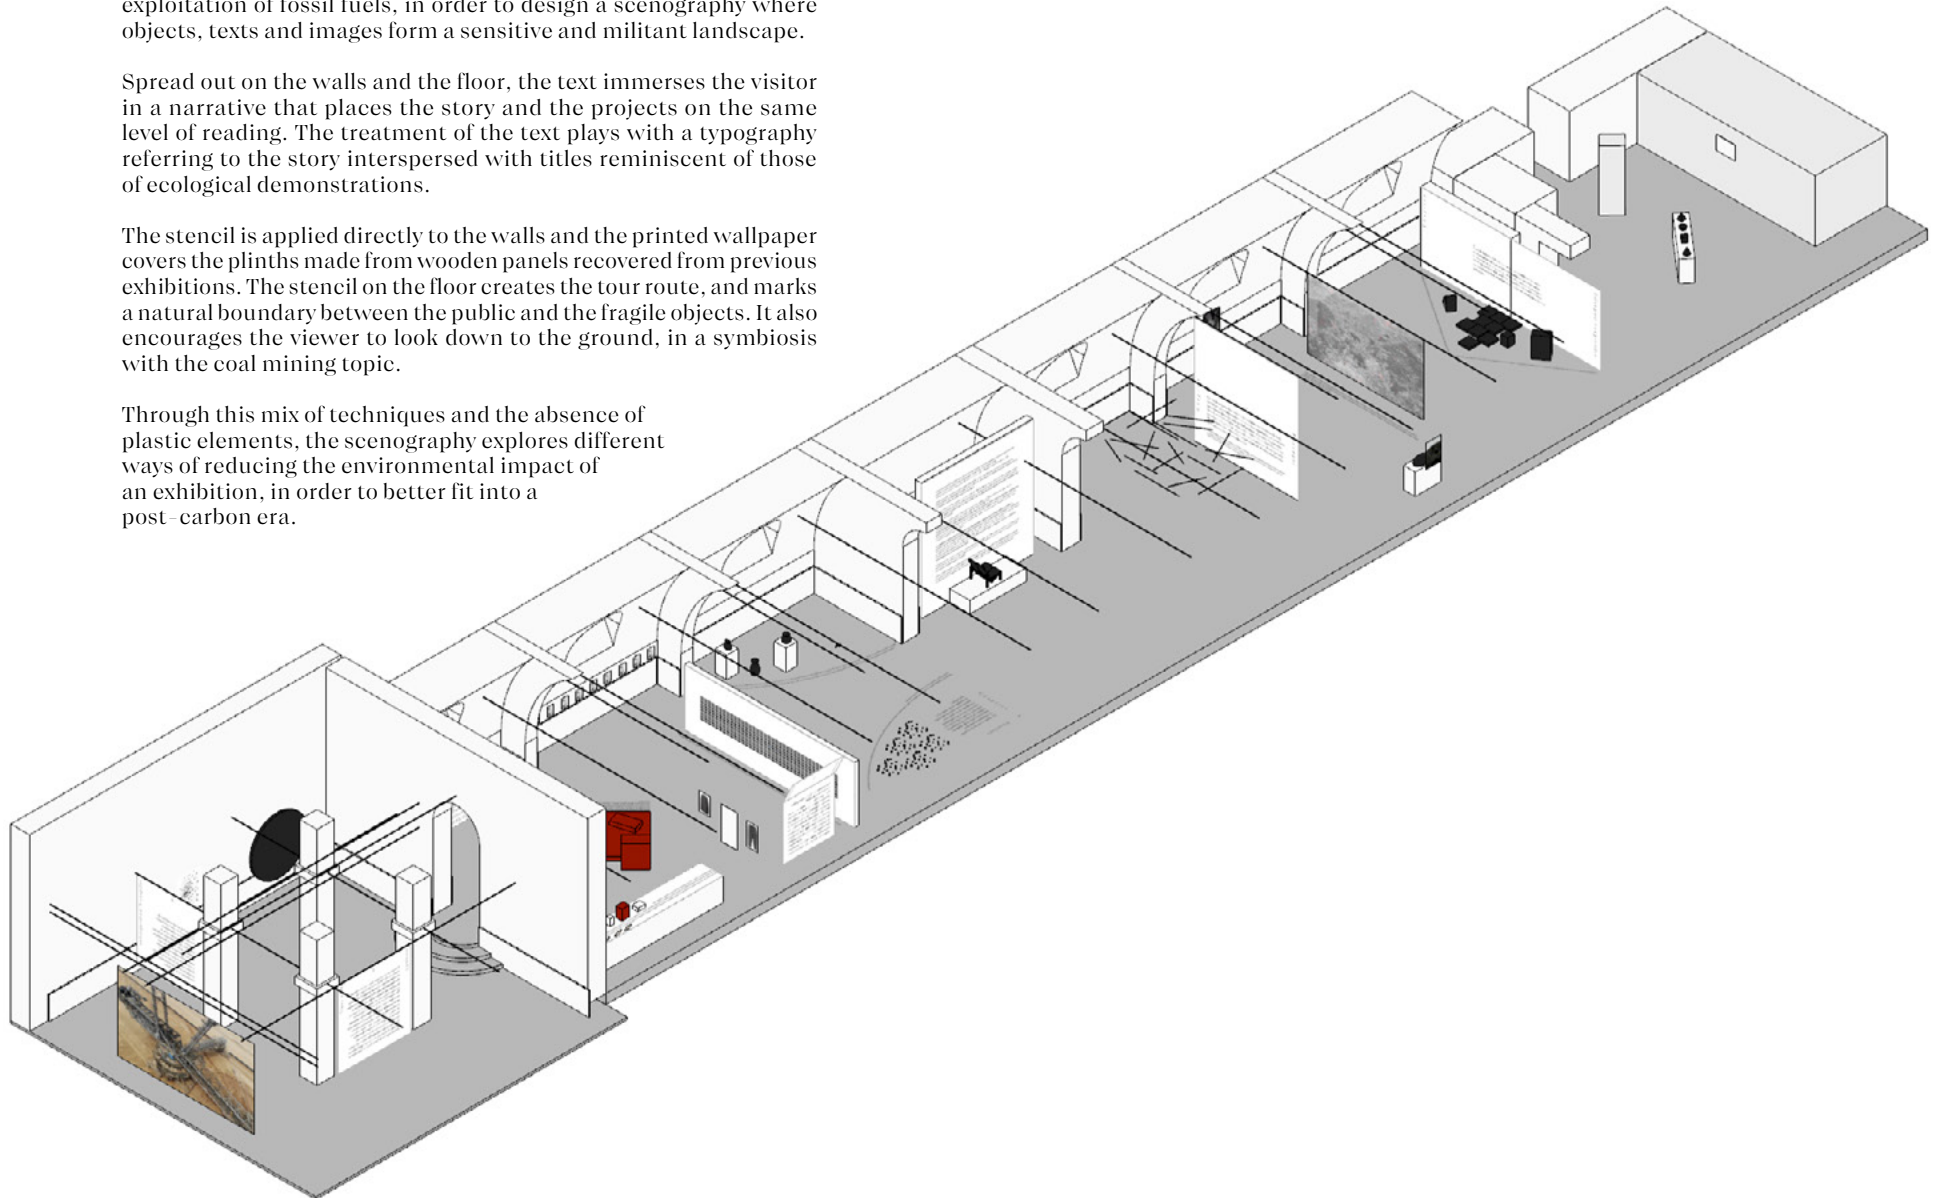 exploitation of fossil fuels, in order to design a scenography where
objects, texts and images form a sensitive and militant landscape.
Spread out on the walls and the floor, the text immerses the visitor
in a narrative that places the story and the projects on the same
level of reading. The treatment of the text plays with a typography
referring to the story interspersed with titles reminiscent of those
of ecological demonstrations.
The stencil is applied directly to the walls and the printed wallpaper
covers the plinths made from wooden panels recovered from previous
exhibitions. The stencil on the floor creates the tour route, and marks
a natural boundary between the public and the fragile objects. It also
encourages the viewer to look down to the ground, in a symbiosis
with the coal mining topic.
Through this mix of techniques and the absence of
plastic elements, the scenography explores different
ways of reducing the environmental impact of
an exhibition, in order to better fit into a
post-carbon era.